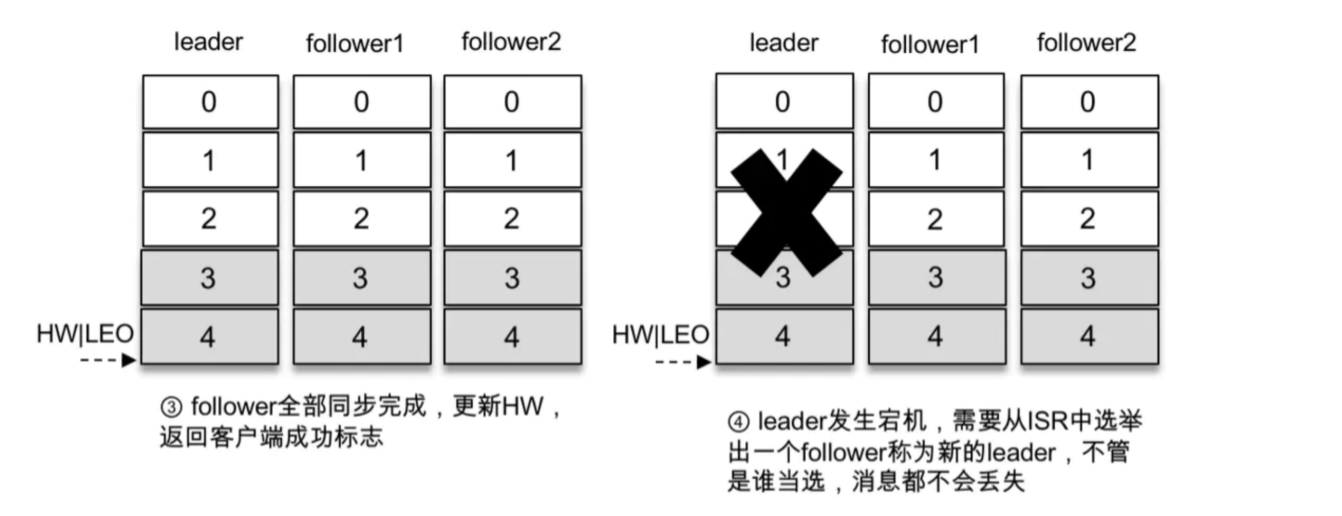 leader follower1 follower2
0 0 0
1 1 1
2 2 2
3 3 3
HW|LEO 4 4 4
③ follower全部同步完成，更新HW，
返回客户端成功标志
leader follower1 follower2
0 0 0
1 1 1
2 2
3 3 3
HW|LEO 4 4 4
④ leader发生宕机，需要从ISR中选举
出一个follower称为新的leader，不管
是谁当选，消息都不会丢失